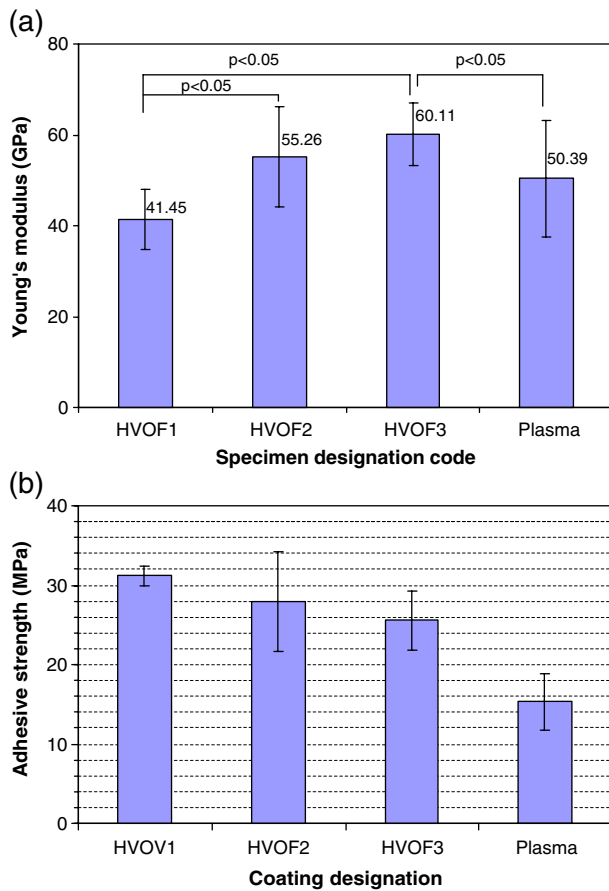 (a)
80
p<0.05
p<0.05
p<0.05
60.11
60
55.26
50.39
41.45
40
20
0
Young's modulus (GPa)
HVOF1 HVOF2 HVOF3 Plasma
Specimen designation code
(b)
40
30
20
10
0
Adhesive strength (MPa)
HVOV1 HVOF2 HVOF3 Plasma
Coating designation